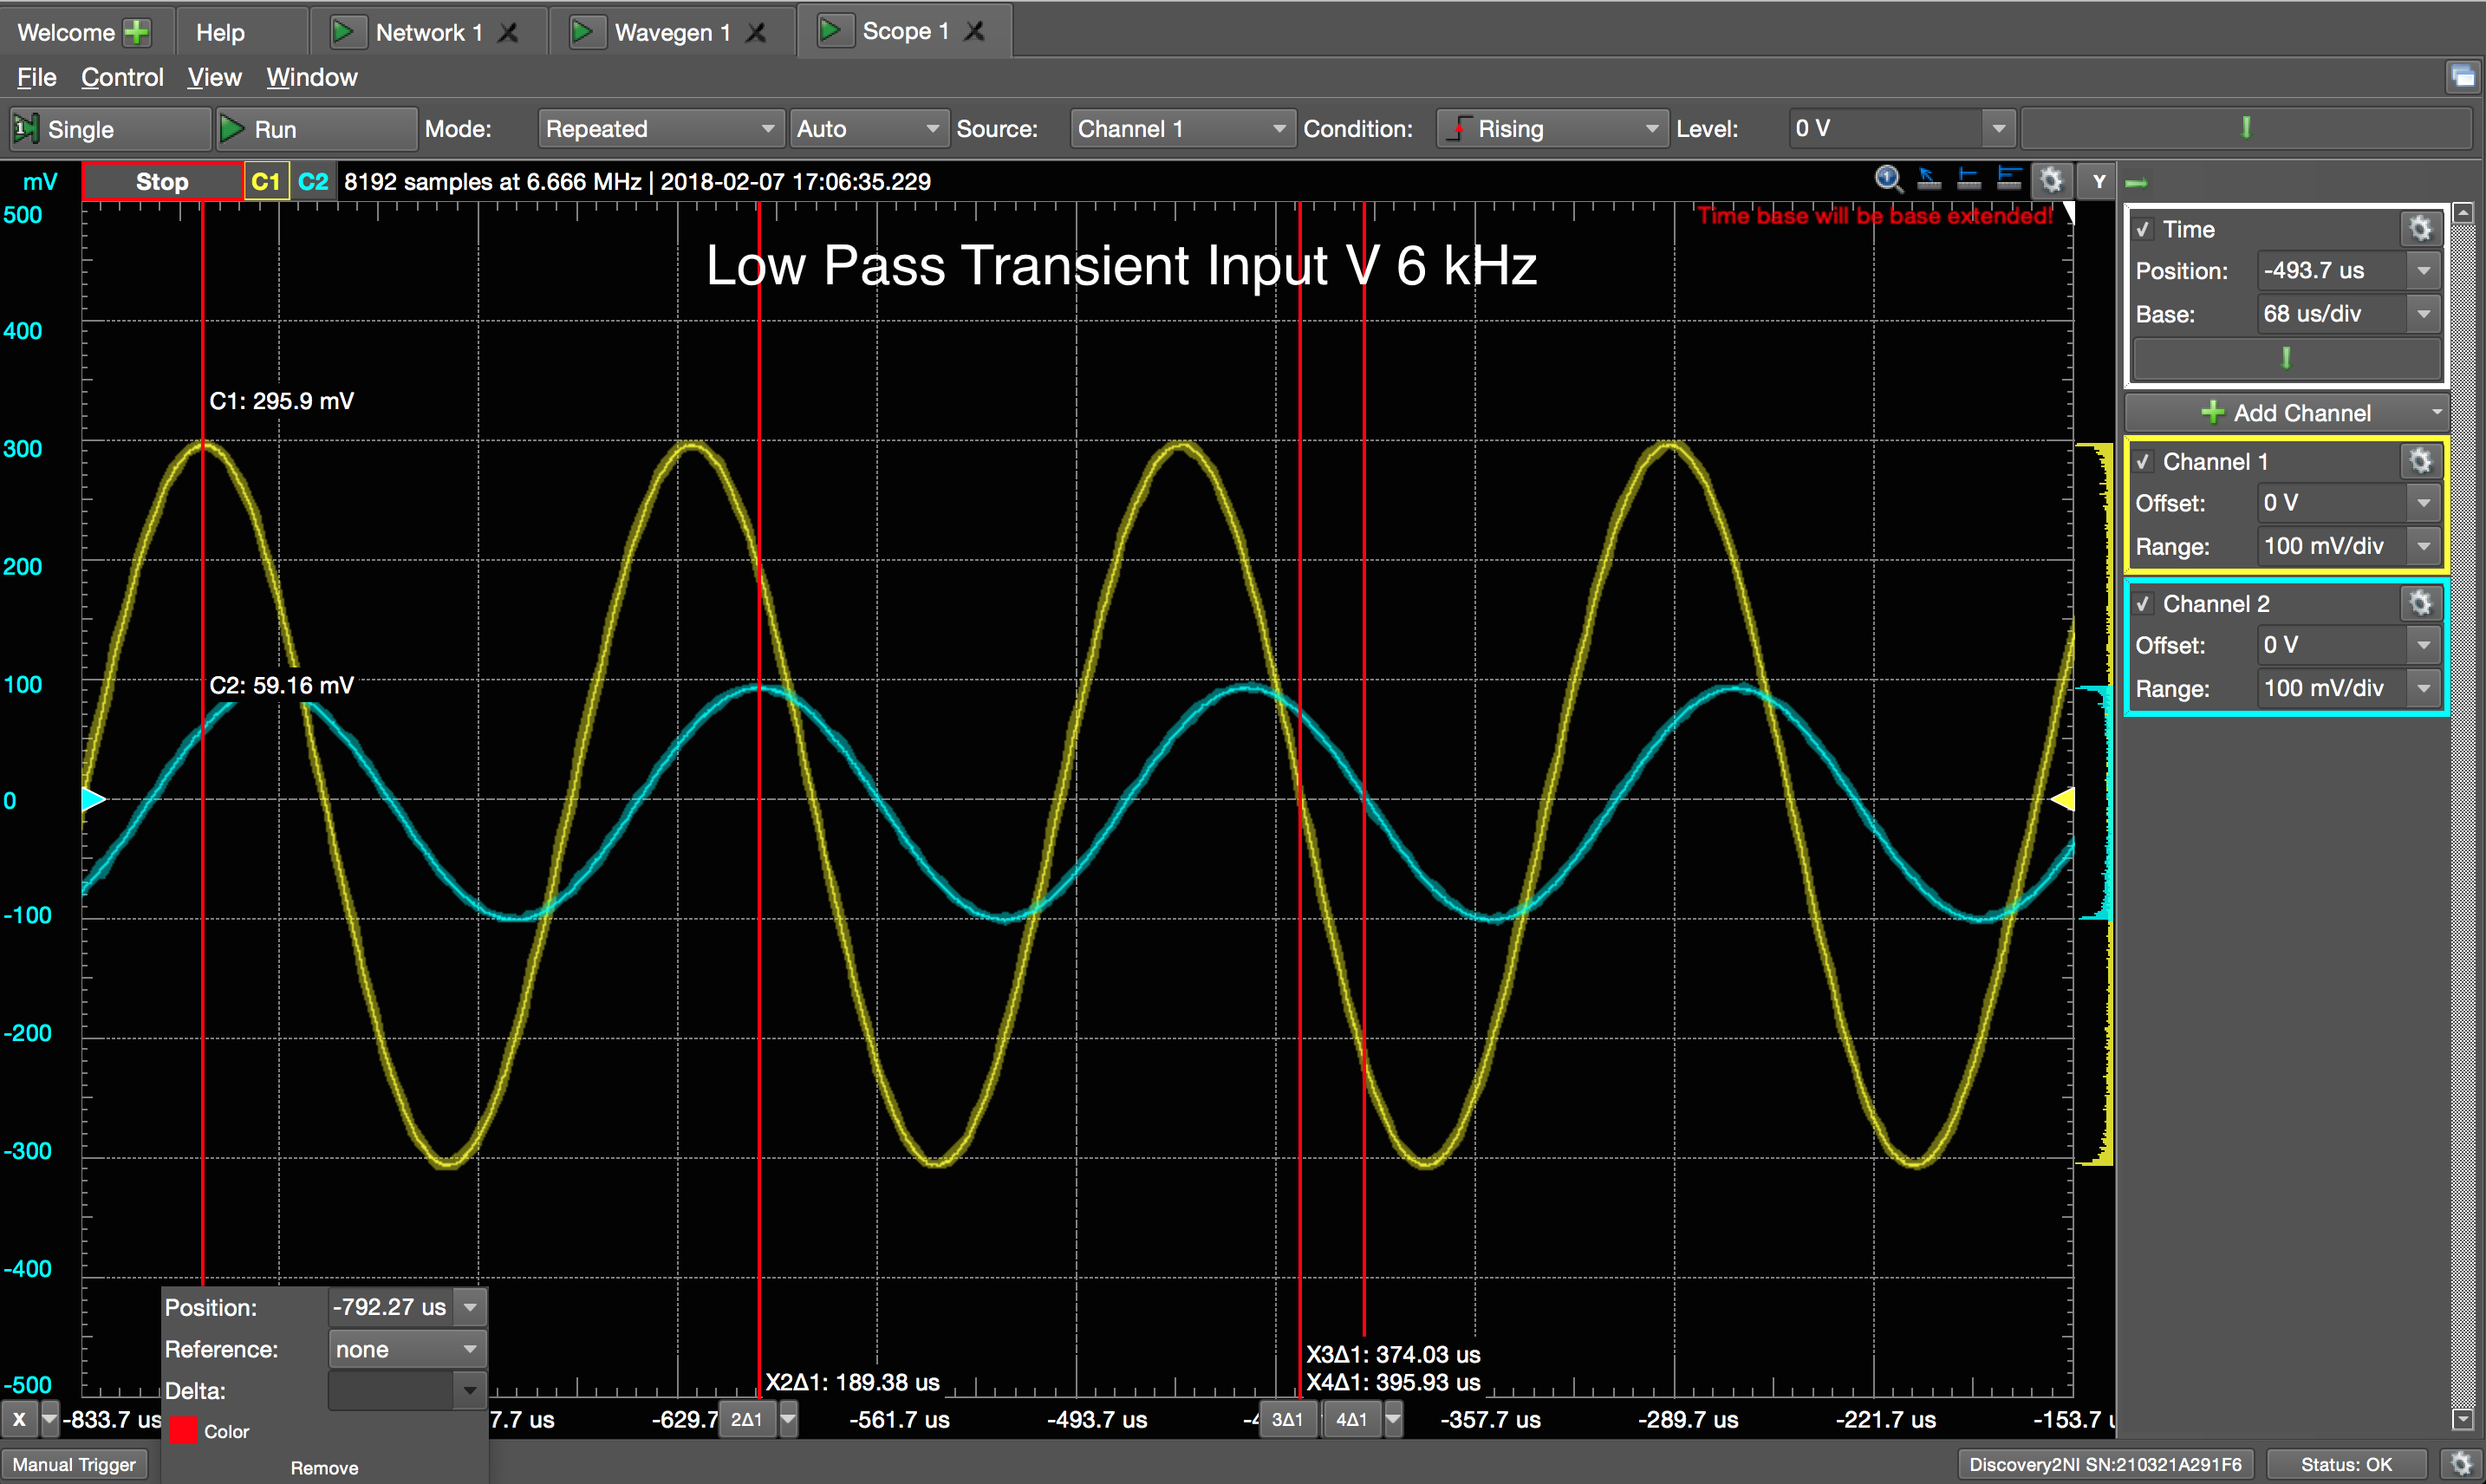 Welcome Help Network 1 Wavegen 1 Scope 1
File Control View Window
Single Run Mode: Repeated Auto Source: Channel 1 Condition: Rising Level: 0 V
mV Stop C1 C2 8192 samples at 6.666 MHz | 2018-02-07 17:06:35.229 Y
Time base will be base extended!
Low Pass Transient Input V 6 kHz
500
400
300
200
100
0
-100
-200
-300
-400
-500
C1: 295.9 mV
C2: 59.16 mV
Time
Position: -493.7 us
Base: 68 us/div
Add Channel
Channel 1
Offset: 0 V
Range: 100 mV/div
Channel 2
Offset: 0 V
Range: 100 mV/div
Position: -792.27 us
Reference: none
Delta:
Color
Remove
X2Δ1: 189.38 us
X3Δ1: 374.03 us
X4Δ1: 395.93 us
X -833.7 us 7.7 us -629.7 2Δ1 -561.7 us -493.7 us 3Δ1 4Δ1 -357.7 us -289.7 us -221.7 us -153.7
Manual Trigger Discovery2NI SN:210321A291F6 Status: OK